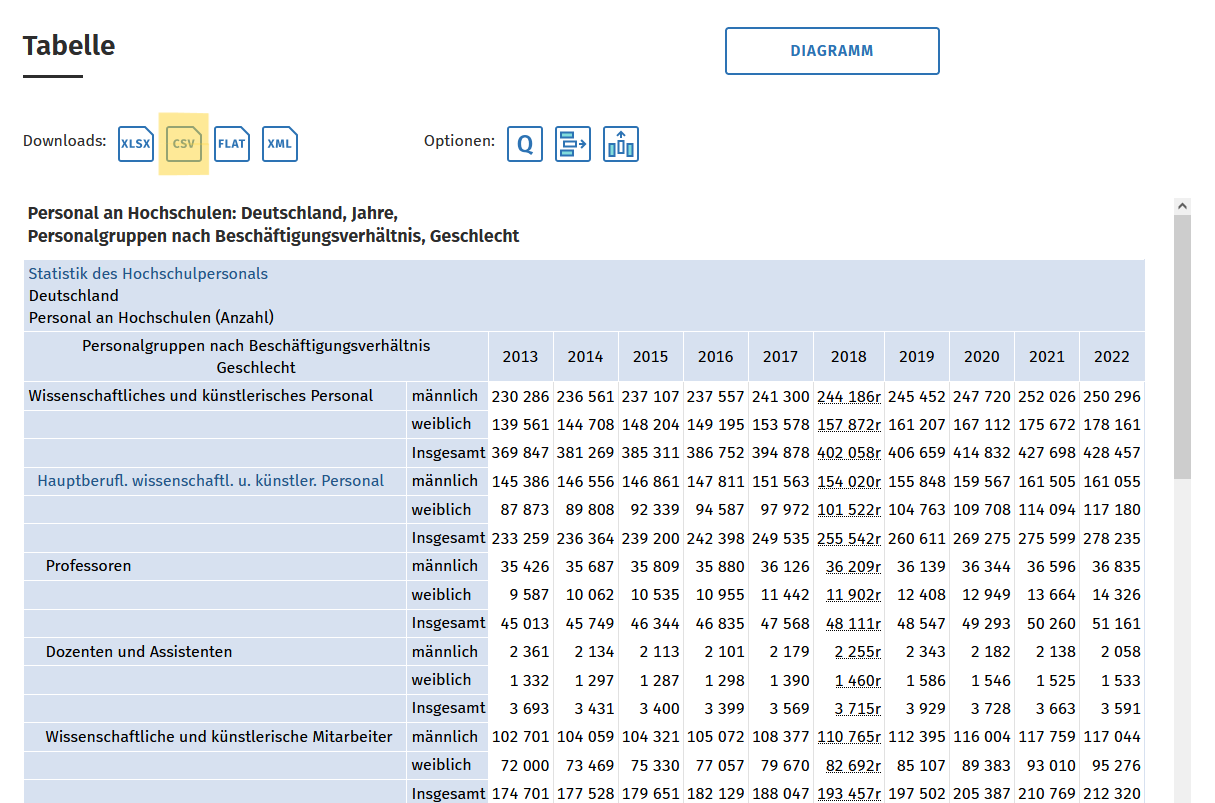 Tabelle
DIAGRAMM
Downloads: XLSX CSV FLAT XML Optionen: Q
Personal an Hochschulen: Deutschland, Jahre,
Personalgruppen nach Beschäftigungsverhältnis, Geschlecht
Statistik des Hochschulpersonals
Deutschland
Personal an Hochschulen (Anzahl)
Personalgruppen nach Beschäftigungsverhältnis
Geschlecht
2013 2014 2015 2016 2017 2018 2019 2020 2021 2022
Wissenschaftliches und künstlerisches Personal männlich 230 286 236 561 237 107 237 557 241 300 244 186r 245 452 247 720 252 026 250 296
weiblich 139 561 144 708 148 204 149 195 153 578 157 872r 161 207 167 112 175 672 178 161
Insgesamt 369 847 381 269 385 311 386 752 394 878 402 058r 406 659 414 832 427 698 428 457
Hauptberufl. wissenschaftl. u. künstler. Personal männlich 145 386 146 556 146 861 147 811 151 563 154 020r 155 848 159 567 161 505 161 055
weiblich 87 873 89 808 92 339 94 587 97 972 101 522r 104 763 109 708 114 094 117 180
Insgesamt 233 259 236 364 239 200 242 398 249 535 255 542r 260 611 269 275 275 599 278 235
Professoren männlich 35 426 35 687 35 809 35 880 36 126 36 209r 36 139 36 344 36 596 36 835
weiblich 9 587 10 062 10 535 10 955 11 442 11 902r 12 408 12 949 13 664 14 326
Insgesamt 45 013 45 749 46 344 46 835 47 568 48 111r 48 547 49 293 50 260 51 161
Dozenten und Assistenten männlich 2 361 2 134 2 113 2 101 2 179 2 255r 2 343 2 182 2 138 2 058
weiblich 1 332 1 297 1 287 1 298 1 390 1 460r 1 586 1 546 1 525 1 533
Insgesamt 3 693 3 431 3 400 3 399 3 569 3 715r 3 929 3 728 3 663 3 591
Wissenschaftliche und künstlerische Mitarbeiter männlich 102 701 104 059 104 321 105 072 108 377 110 765r 112 395 116 004 117 759 117 044
weiblich 72 000 73 469 75 330 77 057 79 670 82 692r 85 107 89 383 93 010 95 276
Insgesamt 174 701 177 528 179 651 182 129 188 047 193 457r 197 502 205 387 210 769 212 320